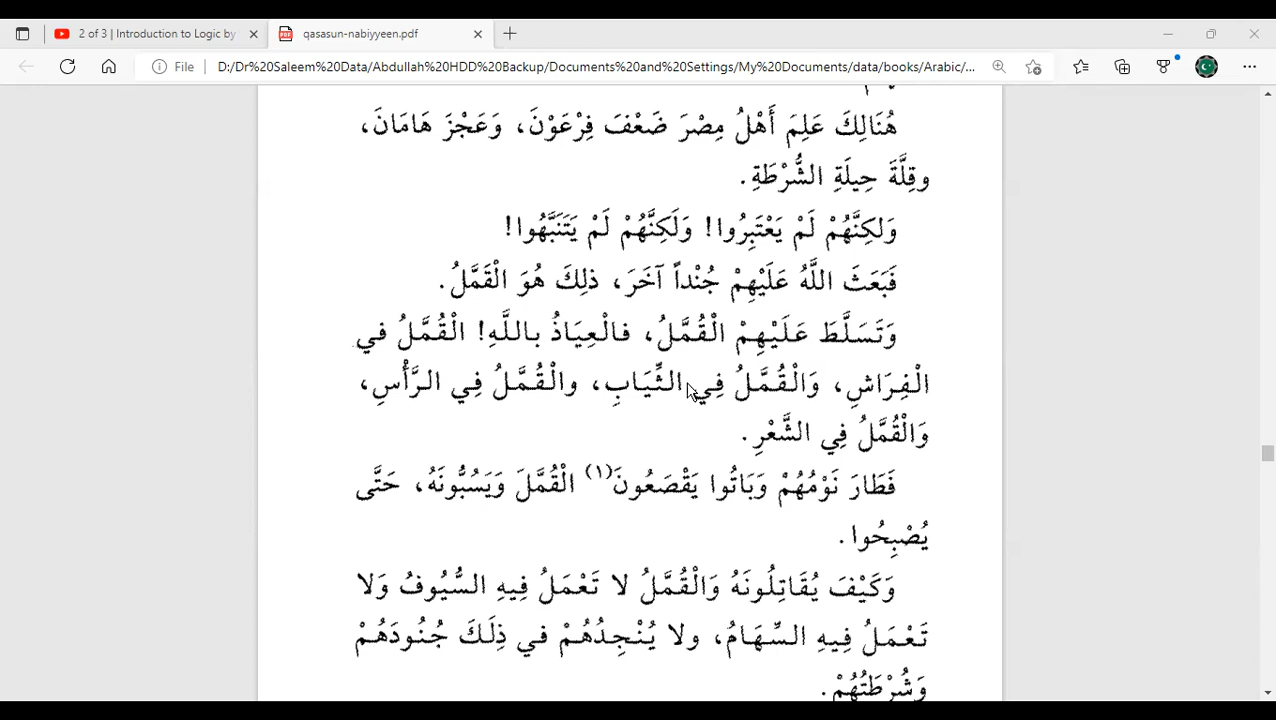 2 of 3 | Introduction to Logic by
qasasun-nabiyyeen.pdf
File
D:/Dr%20Saleem%20Data/Abdullah%20HDD%20Backup/Documents%20and%20Settings/My%20Documents/data/books/Arabic/...
هُنَالِكَ عَلِمَ أَهْلُ مِصْرَ ضَعْفَ فِرْعَوْنَ، وَعَجْزَ هَامَانَ،
وقِلَّةَ حِيلَةِ الشُّرْطَةِ.
وَلكِنَّهُمْ لَمْ يَعْتَبِرُوا! وَلَكِنَّهُمْ لَمْ يَتَنَبَّهُوا!
فَبَعَثَ اللَّهُ عَلَيْهِمْ جُنْداً آخَرَ، ذلِكَ هُوَ الْقَمَّلُ.
وَتَسَلَّطَ عَلَيْهِمْ الْقُمَّلُ، فالْعِيَاذُ باللَّهِ! الْقُمَّلُ في
الْفِرَاشِ، وَالْقُمَّلُ فِي الثِّيَابِ، والْقُمَّلُ فِي الرَّأْسِ،
وَالْقُمَّلُ فِي الشَّعْرِ.
فَطَارَ نَوْمُهُمْ وَبَاتُوا يَقْصَعُونَ(١) الْقُمَّلَ وَيَسُبُّونَهُ، حَتَّى
يُصْبِحُوا.
وَكَيْفَ يُقَاتِلُونَهُ وَالْقُمَّلُ لا تَعْمَلُ فِيهِ السُّيُوفُ وَلا
تَعْمَلُ فِيهِ السِّهَامُ، ولا يُنْجِدُهُمْ في ذِلَكَ جُنُودَهُمْ
وَشُرْطَتُهُمْ.